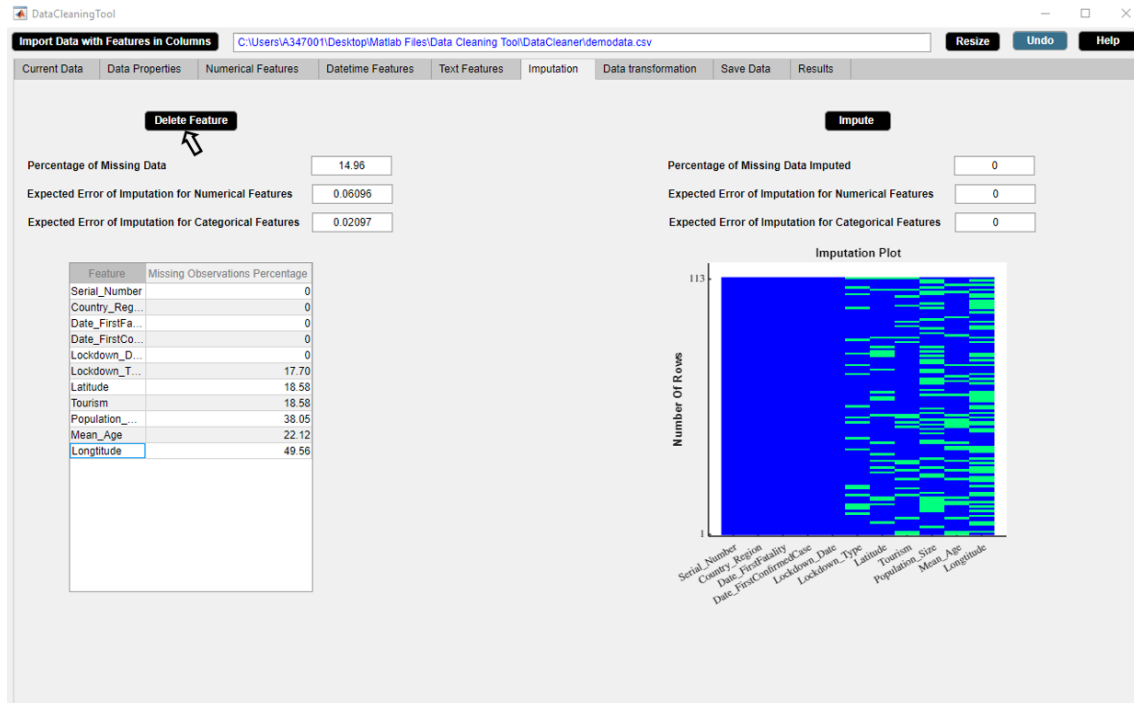 DataCleaningTool
Import Data with Features in Columns C:\Users\A347001\Desktop\Matlab Files\Data Cleaning Tool\DataCleaner\demodata.csv Resize Undo Help
Current Data Data Properties Numerical Features Datetime Features Text Features Imputation Data transformation Save Data Results
Delete Feature
Percentage of Missing Data 14.96
Expected Error of Imputation for Numerical Features 0.06096
Expected Error of Imputation for Categorical Features 0.02097
Feature Missing Observations Percentage
Serial_Number 0
Country_Reg... 0
Date_FirstFa... 0
Date_FirstCo... 0
Lockdown_D... 0
Lockdown_T... 17.70
Latitude 18.58
Tourism 18.58
Population_... 38.05
Mean_Age 22.12
Longtitude 49.56
Impute
Percentage of Missing Data Imputed 0
Expected Error of Imputation for Numerical Features 0
Expected Error of Imputation for Categorical Features 0
Imputation Plot
113
Number Of Rows
1
Serial_Number
Country_Region
Date_FirstFatality
Date_FirstConfirmedCase
Lockdown_Date
Lockdown_Type
Latitude
Tourism
Population_Size
Mean_Age
Longtitude